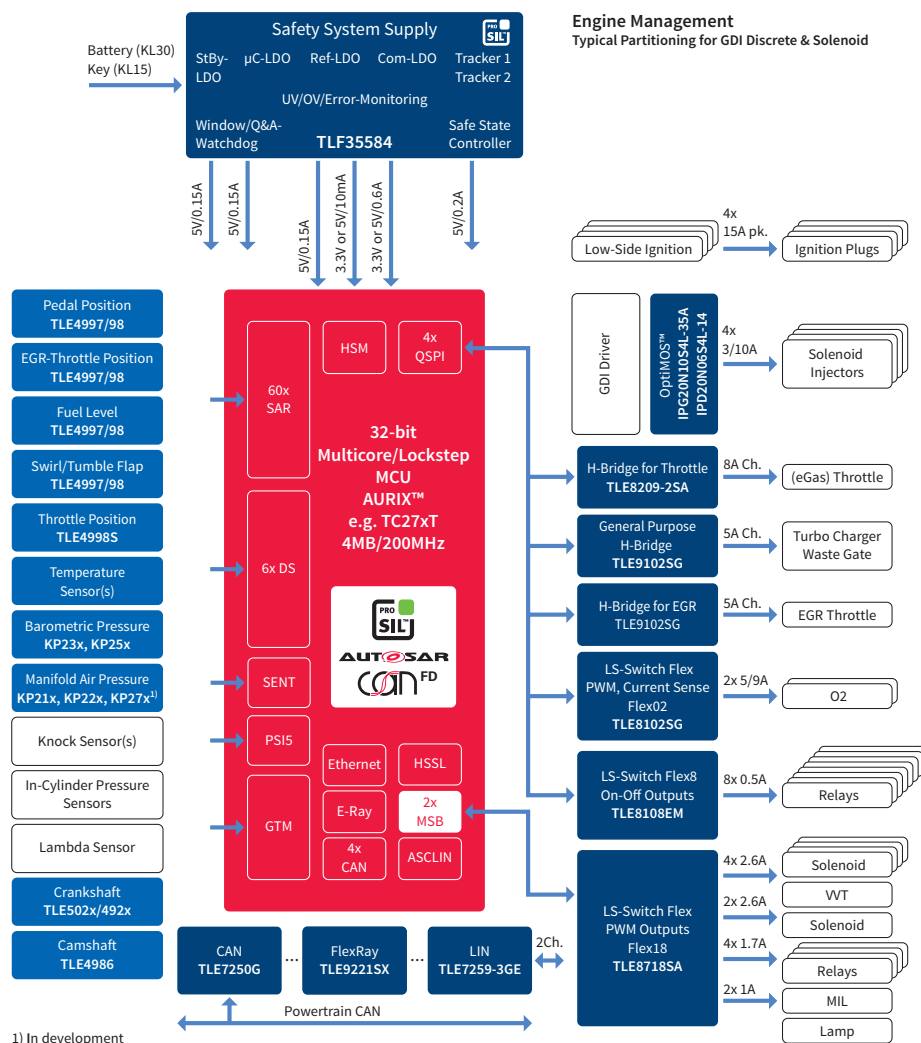 Engine Management
Typical Partitioning for GDI Discrete & Solenoid
Battery (KL30)
Key (KL15)
Safety System Supply
PRO
SIL™
StBy-
LDO
µC-LDO
Ref-LDO
Com-LDO
Tracker 1
Tracker 2
UV/OV/Error-Monitoring
Window/Q&A-
Watchdog
TLF35584
Safe State
Controller
5V/0.15A
5V/0.15A
5V/0.15A
3.3V or 5V/10mA
3.3V or 5V/0.6A
5V/0.2A
Pedal Position
TLE4997/98
EGR-Throttle Position
TLE4997/98
Fuel Level
TLE4997/98
Swirl/Tumble Flap
TLE4997/98
Throttle Position
TLE4998S
Temperature
Sensor(s)
Barometric Pressure
KP23x, KP25x
Manifold Air Pressure
KP21x, KP22x, KP27x1)
Knock Sensor(s)
In-Cylinder Pressure
Sensors
Lambda Sensor
Crankshaft
TLE502x/492x
Camshaft
TLE4986
60x
SAR
6x DS
SENT
PSI5
GTM
HSM
4x
QSPI
32-bit
Multicore/Lockstep
MCU
AURIX™
e.g. TC27xT
4MB/200MHz
PRO
SIL™
AUTOSAR
CAN FD
Ethernet
HSSL
E-Ray
2x
MSB
4x
CAN
ASCLIN
Low-Side Ignition
4x
15A pk.
Ignition Plugs
GDI Driver
OptiMOS™
IPG20N10S4L-35A
IPD20N06S4L-14
4x
3/10A
Solenoid
Injectors
H-Bridge for Throttle
TLE8209-2SA
8A Ch.
(eGas) Throttle
General Purpose
H-Bridge
TLE9102SG
5A Ch.
Turbo Charger
Waste Gate
H-Bridge for EGR
TLE9102SG
5A Ch.
EGR Throttle
LS-Switch Flex
PWM, Current Sense
Flex02
TLE8102SG
2x 5/9A
O2
LS-Switch Flex8
On-Off Outputs
TLE8108EM
8x 0.5A
Relays
LS-Switch Flex
PWM Outputs
Flex18
TLE8718SA
4x 2.6A
Solenoid
VVT
2x 2.6A
Solenoid
4x 1.7A
Relays
2x 1A
MIL
Lamp
CAN
TLE7250G
...
FlexRay
TLE9221SX
...
LIN
TLE7259-3GE
2Ch.
Powertrain CAN
1) In development